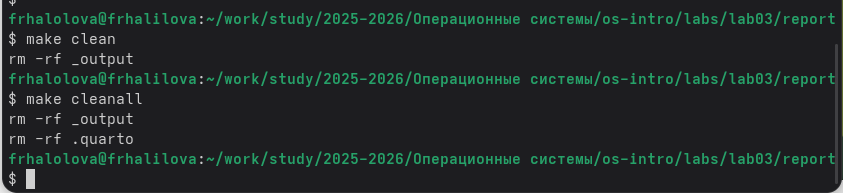 frhalolova@frhalilova:~/work/study/2025-2026/Операционные системы/os-intro/labs/lab03/report
$ make clean
rm -rf _output
frhalolova@frhalilova:~/work/study/2025-2026/Операционные системы/os-intro/labs/lab03/report
$ make cleanall
rm -rf _output
rm -rf .quarto
frhalolova@frhalilova:~/work/study/2025-2026/Операционные системы/os-intro/labs/lab03/report
$